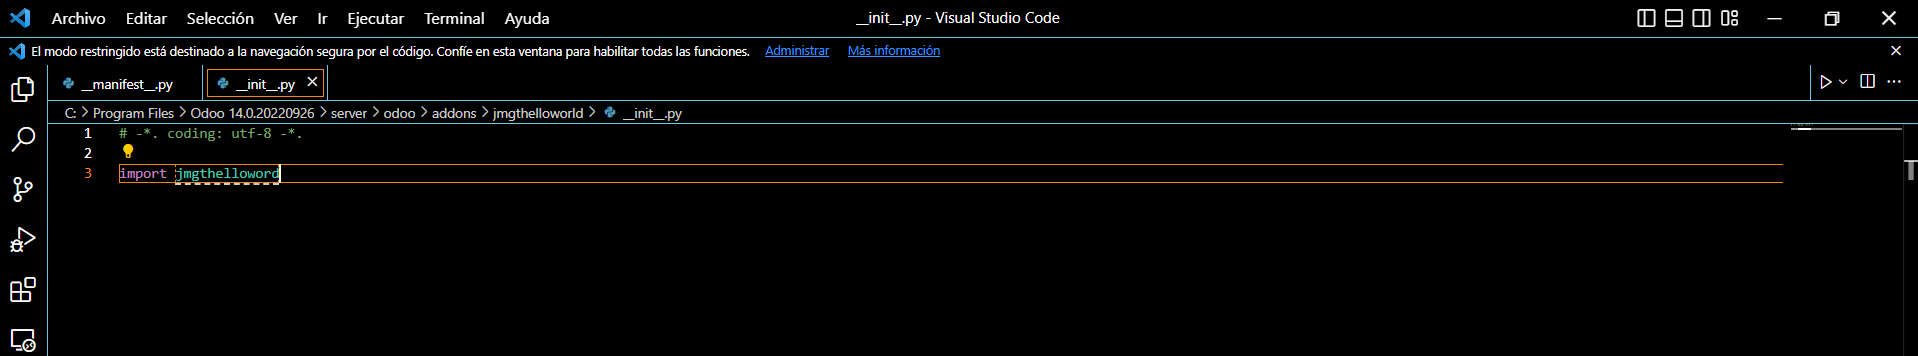 Archivo Editar Selección Ver Ir Ejecutar Terminal Ayuda __init__.py - Visual Studio Code
El modo restringido está destinado a la navegación segura por el código. Confíe en esta ventana para habilitar todas las funciones. Administrar Más información
__manifest__.py __init__.py
C: > Program Files > Odoo 14.0.20220926 > server > odoo > addons > jmgthelloworld > __init__.py
1 # -*. coding: utf-8 -*.
2
3 import jmgthelloword